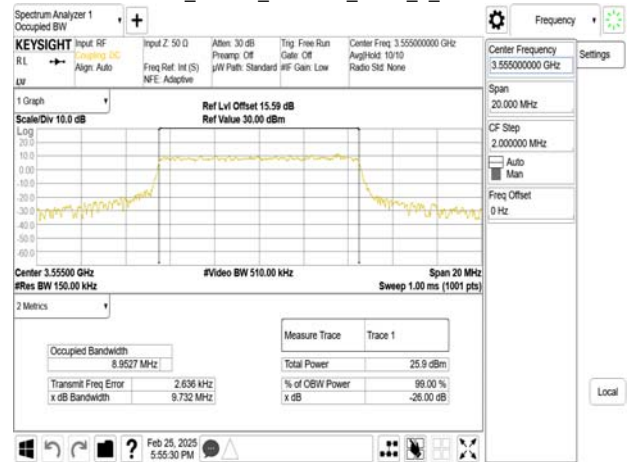 Spectrum Analyzer 1
Occupied BW
+
Frequency
KEYSIGHT
RL
Input: RF
Coupling: DC
Align: Auto
Input Z: 50 Ω
Freq Ref: Int (S)
NFE: Adaptive
Atten: 30 dB
Preamp: Off
µW Path: Standard
Trig: Free Run
Gate: Off
#IF Gain: Low
Center Freq: 3.555000000 GHz
Avg|Hold: 10/10
Radio Std: None
Center Frequency
3.555000000 GHz
Settings
Span
20.000 MHz
CF Step
2.000000 MHz
Auto
Man
Freq Offset
0 Hz
1 Graph
Scale/Div 10.0 dB
Ref Lvl Offset 15.59 dB
Ref Value 30.00 dBm
Log
20.0
10.0
0.00
-10.0
-20.0
-30.0
-40.0
-50.0
-60.0
Center 3.55500 GHz
#Res BW 150.00 kHz
#Video BW 510.00 kHz
Span 20 MHz
Sweep 1.00 ms (1001 pts)
2 Metrics
Measure Trace
Trace 1
Occupied Bandwidth
8.9527 MHz
Total Power
25.9 dBm
Transmit Freq Error
2.636 kHz
% of OBW Power
99.00 %
x dB Bandwidth
9.732 MHz
x dB
-26.00 dB
Local
?
Feb 25, 2025
5:55:30 PM